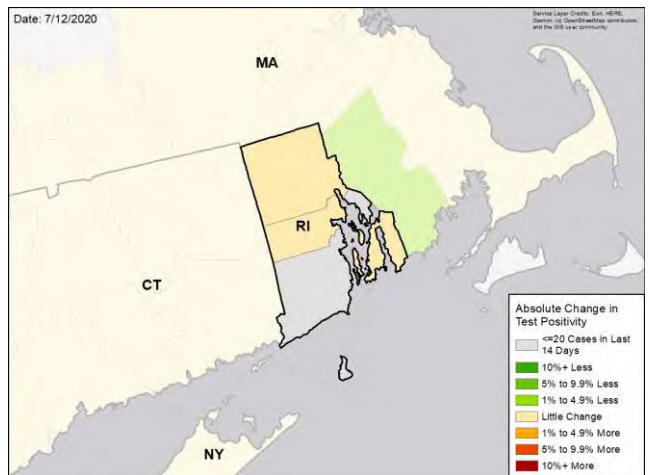 Date: 7/12/2020
Service Layer Credits: Esri, HERE,
Garmin, (c) OpenStreetMap contributors,
and the GIS user community
MA
RI
CT
NY
Absolute Change in
Test Positivity
<=20 Cases in Last
14 Days
10%+ Less
5% to 9.9% Less
1% to 4.9% Less
Little Change
1% to 4.9% More
5% to 9.9% More
10%+ More